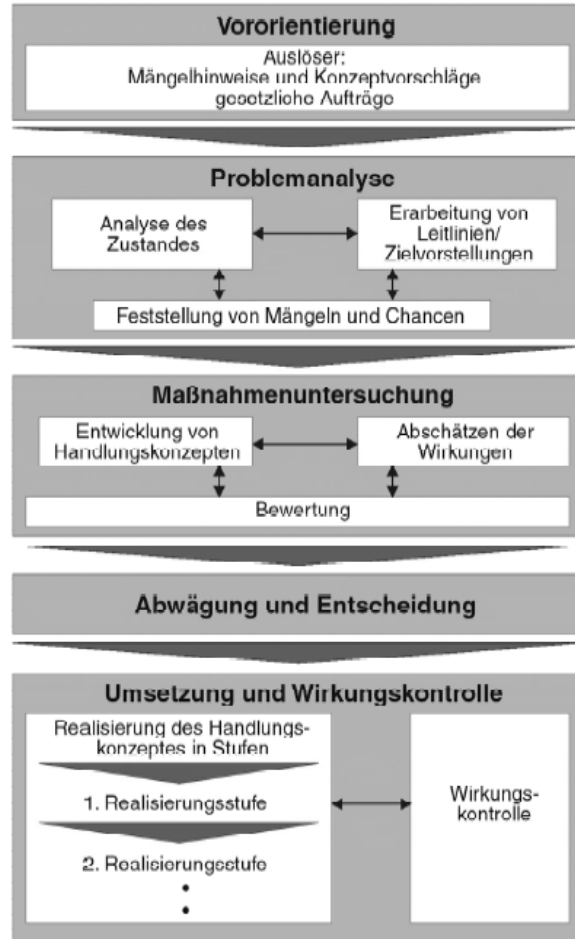 Vororientierung
Auslöser:
Mängelhinweise und Konzeptvorschläge
gesetzliche Aufträge
Problemanalyse
Analyse des
Zustandes
Erarbeitung von
Leitlinien/
Zielvorstellungen
Feststellung von Mängeln und Chancen
Maßnahmenuntersuchung
Entwicklung von
Handlungskonzepten
Abschätzen der
Wirkungen
Bewertung
Abwägung und Entscheidung
Umsetzung und Wirkungskontrolle
Realisierung des Handlungs-
konzeptes in Stufen
1. Realisierungsstufe
2. Realisierungsstufe
Wirkungs-
kontrolle